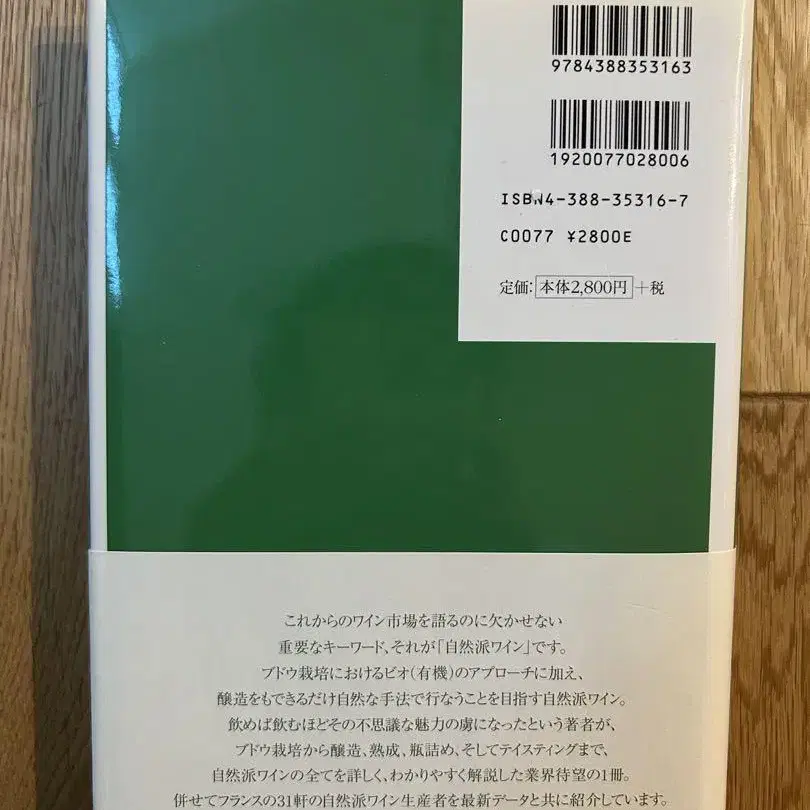 9784388353163
1920077028006
ISBN4-388-35316-7
C0077 ¥2800E
定価：本体2,800円＋税
これからのワイン市場を語るのに欠かせない
重要なキーワード、それが「自然派ワイン」です。
ブドウ栽培におけるビオ（有機）のアプローチに加え、
醸造をもできるだけ自然な手法で行なうことを目指す自然派ワイン。
飲めば飲むほどその不思議な魅力の虜になったという著者が、
ブドウ栽培から醸造、熟成、瓶詰め、そしてテイスティングまで、
自然派ワインの全てを詳しく、わかりやすく解説した業界待望の1冊。
併せてフランスの31軒の自然派ワイン生産者を最新データと共に紹介しています。